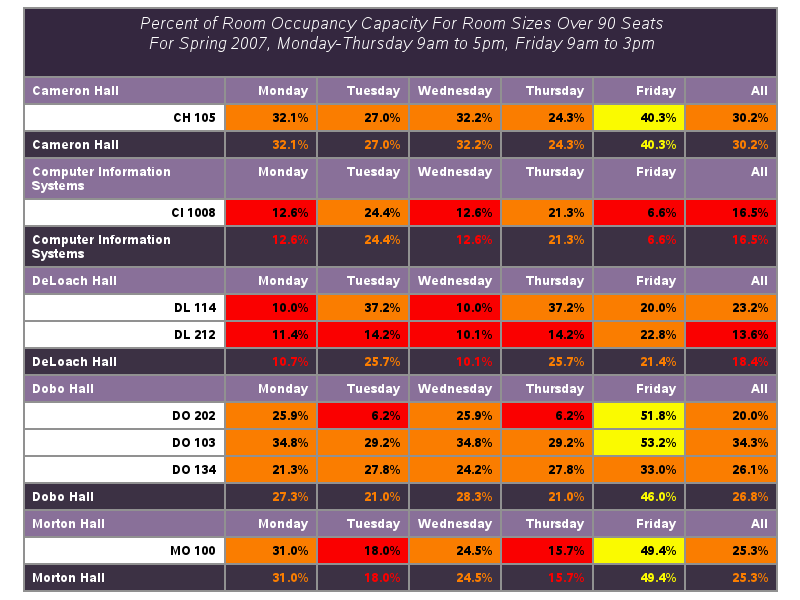 Percent of Room Occupancy Capacity For Room Sizes Over 90 Seats
For Spring 2007, Monday-Thursday 9am to 5pm, Friday 9am to 3pm
Cameron Hall Monday Tuesday Wednesday Thursday Friday All
CH 105 32.1% 27.0% 32.2% 24.3% 40.3% 30.2%
Cameron Hall 32.1% 27.0% 32.2% 24.3% 40.3% 30.2%
Computer Information Monday Tuesday Wednesday Thursday Friday All
Systems
CI 1008 12.6% 24.4% 12.6% 21.3% 6.6% 16.5%
Computer Information 12.6% 24.4% 12.6% 21.3% 6.6% 16.5%
Systems
DeLoach Hall Monday Tuesday Wednesday Thursday Friday All
DL 114 10.0% 37.2% 10.0% 37.2% 20.0% 23.2%
DL 212 11.4% 14.2% 10.1% 14.2% 22.8% 13.6%
DeLoach Hall 10.7% 25.7% 10.1% 25.7% 21.4% 18.4%
Dobo Hall Monday Tuesday Wednesday Thursday Friday All
DO 202 25.9% 6.2% 25.9% 6.2% 51.8% 20.0%
DO 103 34.8% 29.2% 34.8% 29.2% 53.2% 34.3%
DO 134 21.3% 27.8% 24.2% 27.8% 33.0% 26.1%
Dobo Hall 27.3% 21.0% 28.3% 21.0% 46.0% 26.8%
Morton Hall Monday Tuesday Wednesday Thursday Friday All
MO 100 31.0% 18.0% 24.5% 15.7% 49.4% 25.3%
Morton Hall 31.0% 18.0% 24.5% 15.7% 49.4% 25.3%